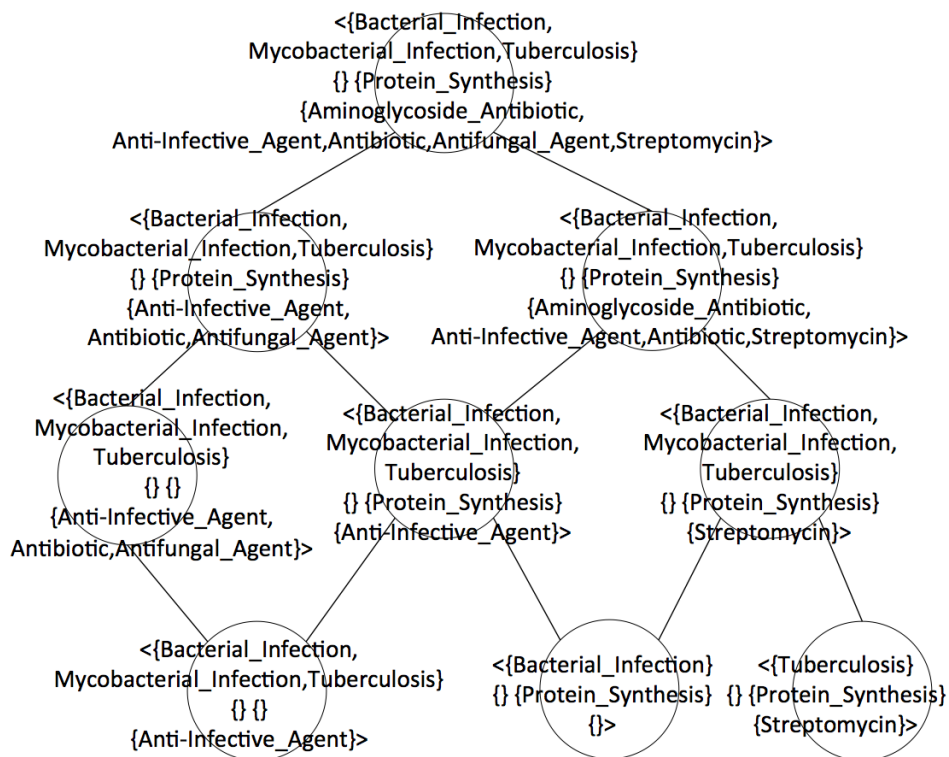 <{Bacterial_Infection,
Mycobacterial_Infection,Tuberculosis}
{} {Protein_Synthesis}
{Aminoglycoside_Antibiotic,
Anti-Infective_Agent,Antibiotic,Antifungal_Agent,Streptomycin}>
<{Bacterial_Infection,
Mycobacterial_Infection,Tuberculosis}
{} {Protein_Synthesis}
{Anti-Infective_Agent,
Antibiotic,Antifungal_Agent}>
<{Bacterial_Infection,
Mycobacterial_Infection,Tuberculosis}
{} {Protein_Synthesis}
{Aminoglycoside_Antibiotic,
Anti-Infective_Agent,Antibiotic,Streptomycin}>
<{Bacterial_Infection,
Mycobacterial_Infection,
Tuberculosis}
{} {}
{Anti-Infective_Agent,
Antibiotic,Antifungal_Agent}>
<{Bacterial_Infection,
Mycobacterial_Infection,
Tuberculosis}
{} {Protein_Synthesis}
{Anti-Infective_Agent}>
<{Bacterial_Infection,
Mycobacterial_Infection,
Tuberculosis}
{} {Protein_Synthesis}
{Streptomycin}>
<{Bacterial_Infection,
Mycobacterial_Infection,Tuberculosis}
{} {}
{Anti-Infective_Agent}>
<{Bacterial_Infection}
{} {Protein_Synthesis}
{}>
<{Tuberculosis}
{} {Protein_Synthesis}
{Streptomycin}>